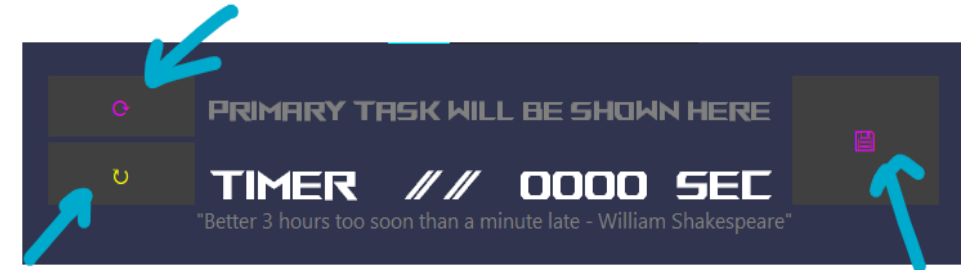 PRIMARY TASK WILL BE SHOWN HERE
TIMER // 0000 SEC
"Better 3 hours too soon than a minute late - William Shakespeare"